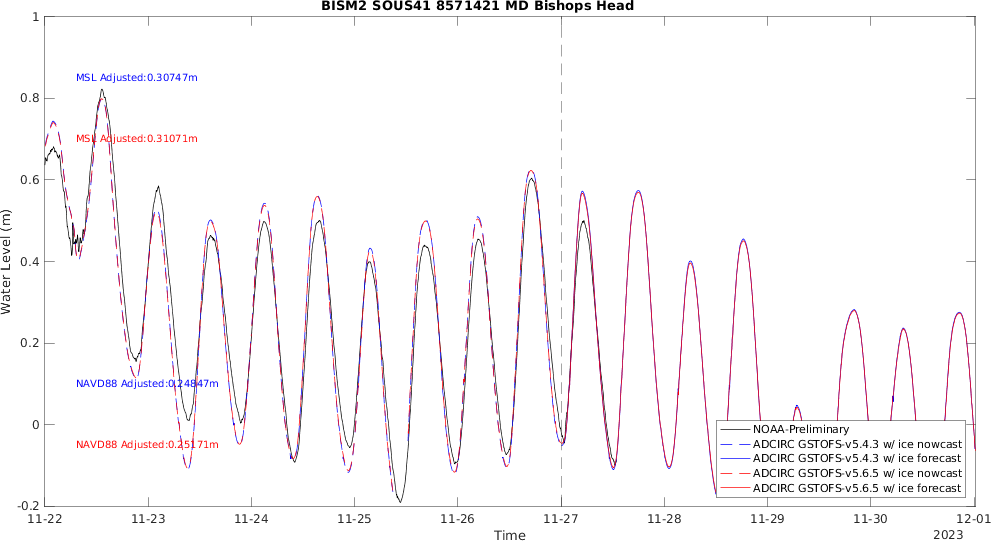 BISM2 SOUS41 8571421 MD Bishops Head
1
0.8
0.6
0.4
0.2
0
-0.2
Water Level (m)
MSL Adjusted:0.30747m
MSL Adjusted:0.31071m
NAVD88 Adjusted:0.24847m
NAVD88 Adjusted:0.25171m
NOAA-Preliminary
ADCIRC GSTOFS-v5.4.3 w/ ice nowcast
ADCIRC GSTOFS-v5.4.3 w/ ice forecast
ADCIRC GSTOFS-v5.6.5 w/ ice nowcast
ADCIRC GSTOFS-v5.6.5 w/ ice forecast
11-22 11-23 11-24 11-25 11-26 11-27 11-28 11-29 11-30 12-01
Time
2023